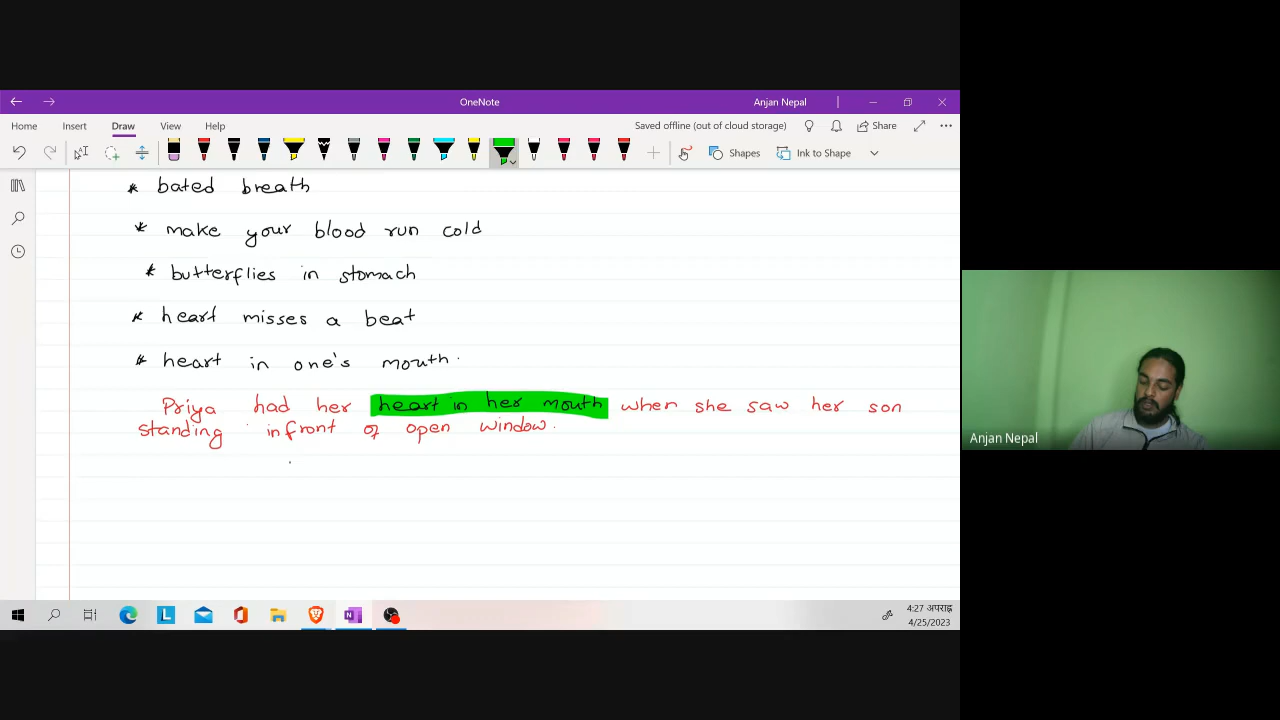 OneNote
Anjan Nepal
Home Insert Draw View Help
Saved offline (out of cloud storage)
Share
Shapes
Ink to Shape
* bated breath
* make your blood run cold
* butterflies in stomach
* heart misses a beat
* heart in one's mouth.
Priya had her heart in her mouth when she saw her son
standing infront of open window.
Anjan Nepal
4:27 अपराह्न
4/25/2023